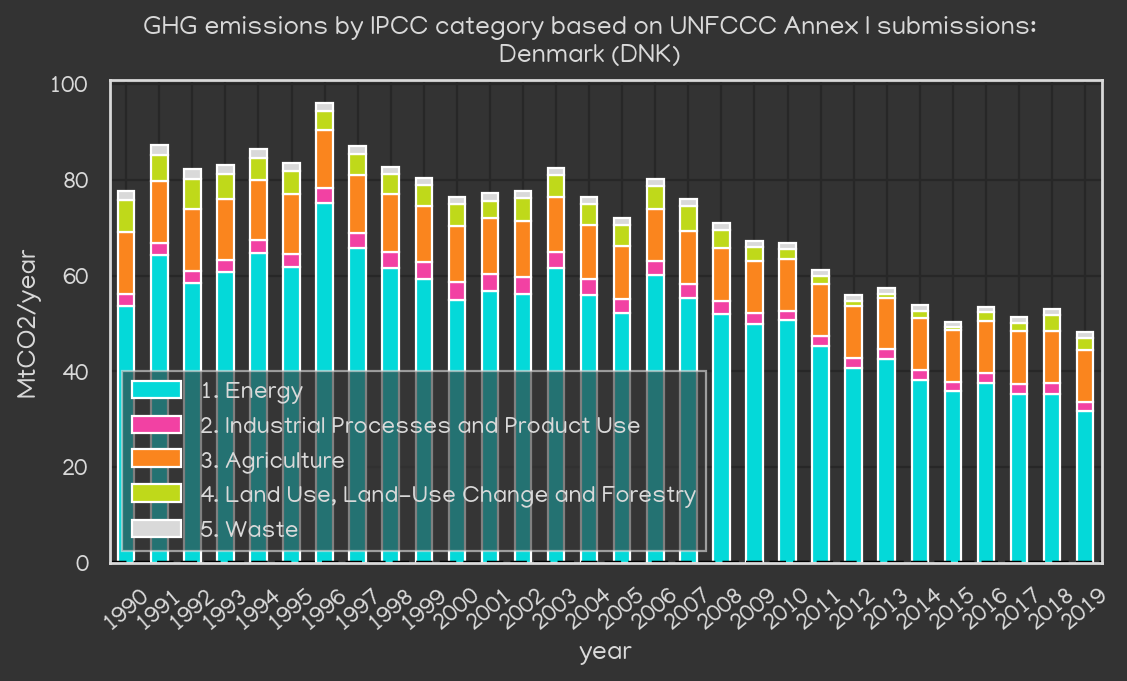 GHG emissions by IPCC category based on UNFCCC Annex I submissions:
Denmark (DNK)
MtCO2/year
100
80
60
40
20
0
1. Energy
2. Industrial Processes and Product Use
3. Agriculture
4. Land Use, Land-Use Change and Forestry
5. Waste
1990 1991 1992 1993 1994 1995 1996 1997 1998 1999 2000 2001 2002 2003 2004 2005 2006 2007 2008 2009 2010 2011 2012 2013 2014 2015 2016 2017 2018 2019
year